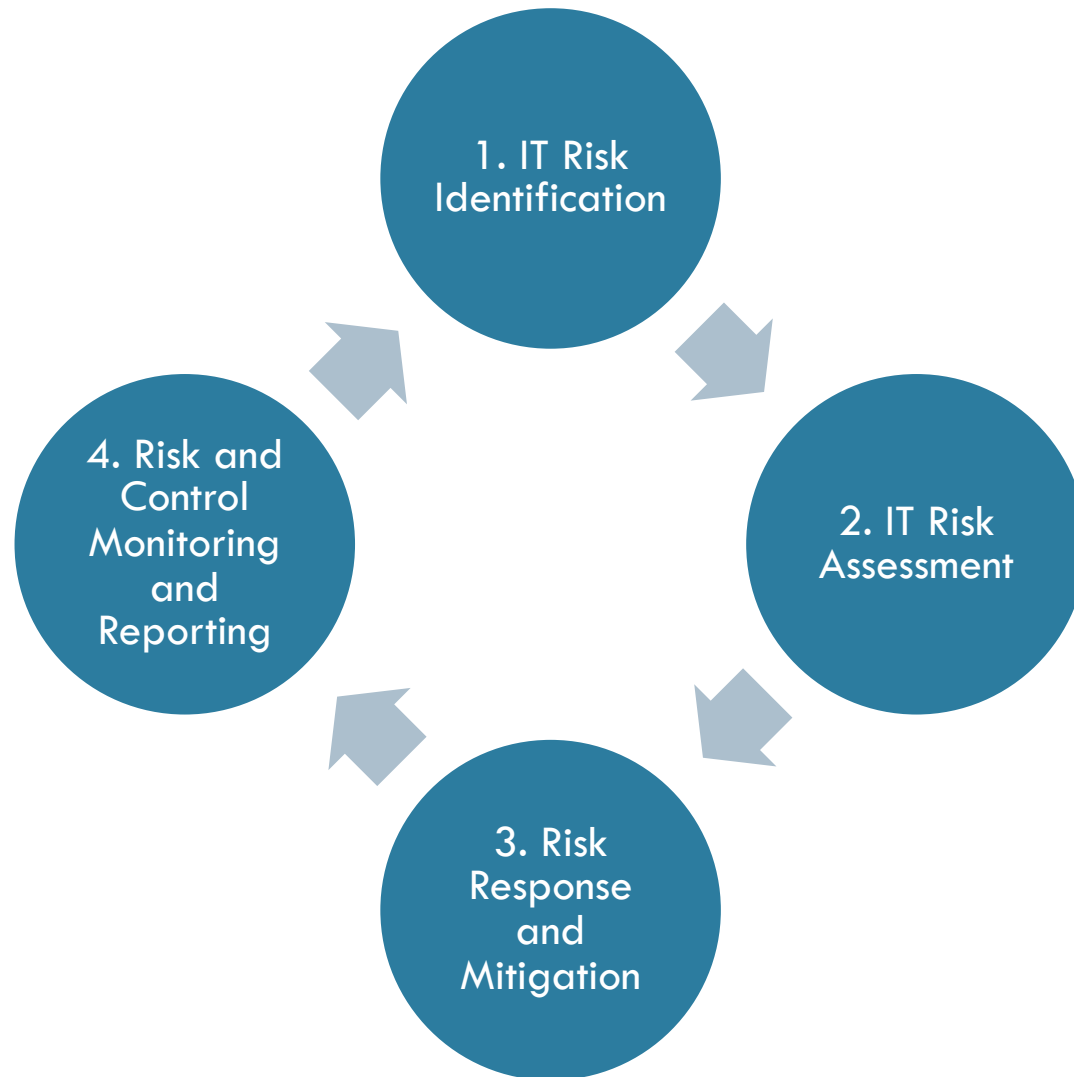 1. IT Risk
Identification
2. IT Risk
Assessment
3. Risk
Response
and
Mitigation
4. Risk and
Control
Monitoring
and
Reporting